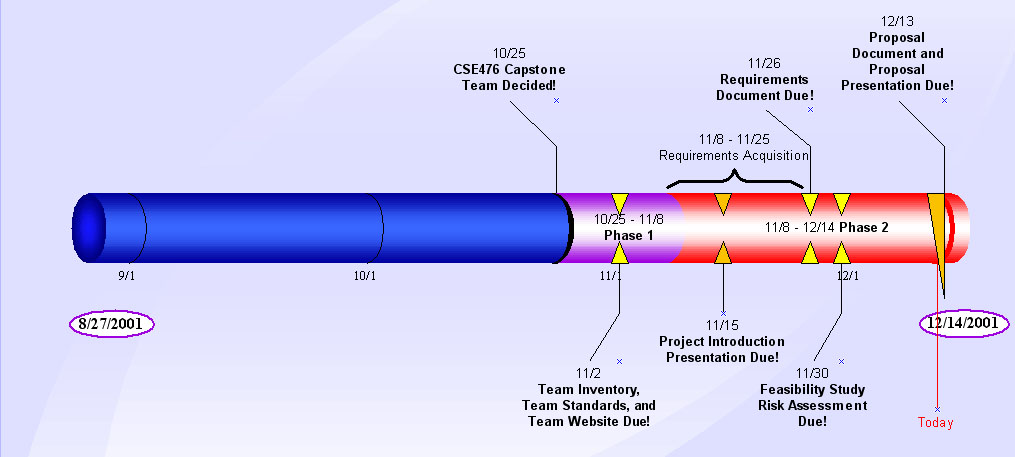 10/25
CSE476 Capstone
Team Decided!
11/26
Requirements
Document Due!
12/13
Proposal
Document and
Proposal
Presentation Due!
11/8 - 11/25
Requirements Acquisition
10/25 - 11/8
Phase 1
11/8 - 12/14 Phase 2
9/1
10/1
11/1
12/1
8/27/2001
12/14/2001
11/2
Team Inventory,
Team Standards, and
Team Website Due!
11/15
Project Introduction
Presentation Due!
11/30
Feasibility Study
Risk Assessment
Due!
Today